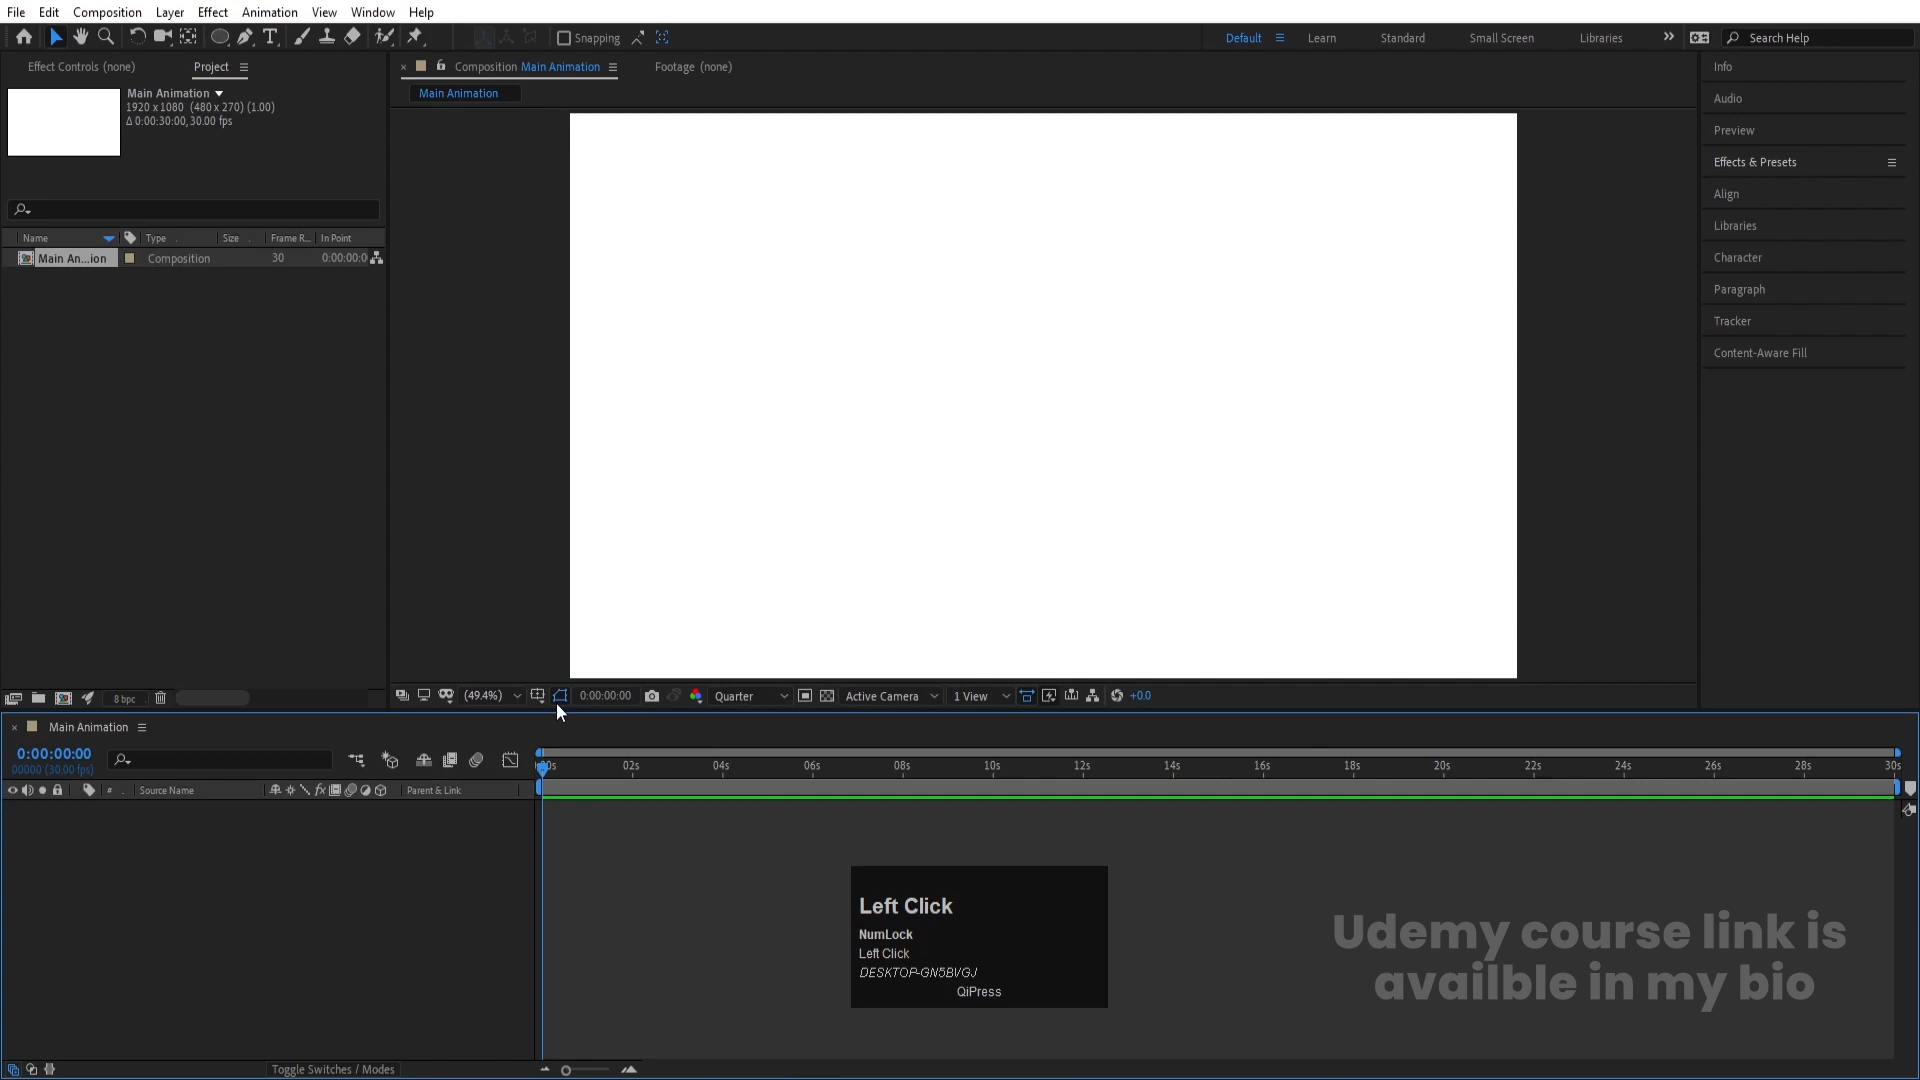 File Edit Composition Layer Effect Animation View Window Help
Snapping
Default Learn Standard Small Screen Libraries Search Help
Effect Controls (none) Project
Composition Main Animation Footage (none)
Main Animation
Main Animation
1920 x 1080 (480 x 270) (1.00)
Δ 0:00:30:00, 30.00 fps
Name Type Size Frame R... In Point
Main An...ion Composition 30 0:00:00:0
Info
Audio
Preview
Effects & Presets
Align
Libraries
Character
Paragraph
Tracker
Content-Aware Fill
8 bpc
(49.4%) 0:00:00:00 Quarter Active Camera 1 View +0.0
Main Animation
0:00:00:00
00000 (30.00 fps)
# Source Name fx Parent & Link
02s 04s 06s 08s 10s 12s 14s 16s 18s 20s 22s 24s 26s 28s 30s
Left Click
NumLock
Left Click
DESKTOP-GN5BVGJ
QiPress
Udemy course link is
availble in my bio
Toggle Switches / Modes